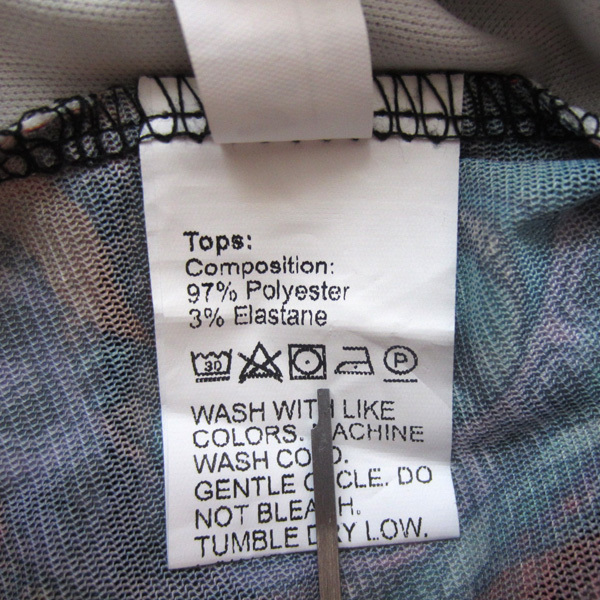 Tops:
Composition:
97% Polyester
3% Elastane
30 P
WASH WITH LIKE
COLORS. MACHINE
WASH COLD.
GENTLE CYCLE. DO
NOT BLEACH.
TUMBLE DRY LOW.